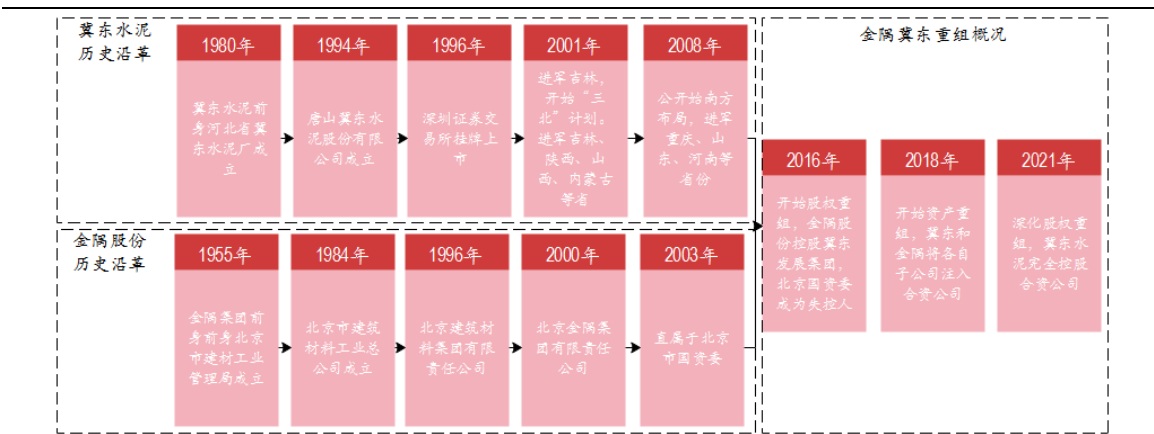 冀东水泥
历史沿革
1980年
冀东水泥前
身河北省冀
东水泥厂成
立
1994年
唐山冀东水
泥股份有限
公司成立
1996年
深圳证券交
易所挂牌上
市
2001年
进军吉林，
开始“三
北”计划；
进军吉林、
陕西、山
西、内蒙古
等省
2008年
公开始南方
布局，进军
重庆、山
东、河南等
省份
金隅股份
历史沿革
1955年
金隅集团前
身前身北京
市建材工业
管理局成立
1984年
北京市建筑
材料工业总
公司成立
1996年
北京建筑材
料集团有限
责任公司
2000年
北京金隅集
团有限责任
公司
2003年
直属于北京
市国资委
金隅冀东重组概况
2016年
开始股权重
组，金隅股
份控股冀东
发展集团，
北京国资委
成为失控人
2018年
开始资产重
组，冀东和
金隅将各自
子公司注入
合资公司
2021年
深化股权重
组，冀东水
泥完全控股
合资公司